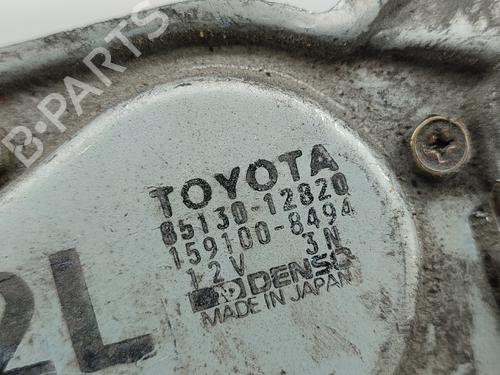 B-PARTS
TOYOTA
85130-12820
159100-8494
12V 3N
DENSO
MADE IN JAPAN
2L